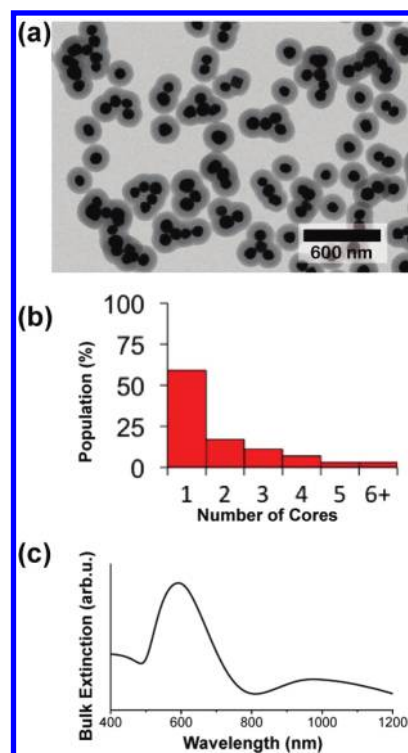 (a)
600 nm
(b)
100
75
50
25
0
Population (%)
1 2 3 4 5 6+
Number of Cores
(c)
Bulk Extinction (arb.u.)
400 600 800 1000 1200
Wavelength (nm)